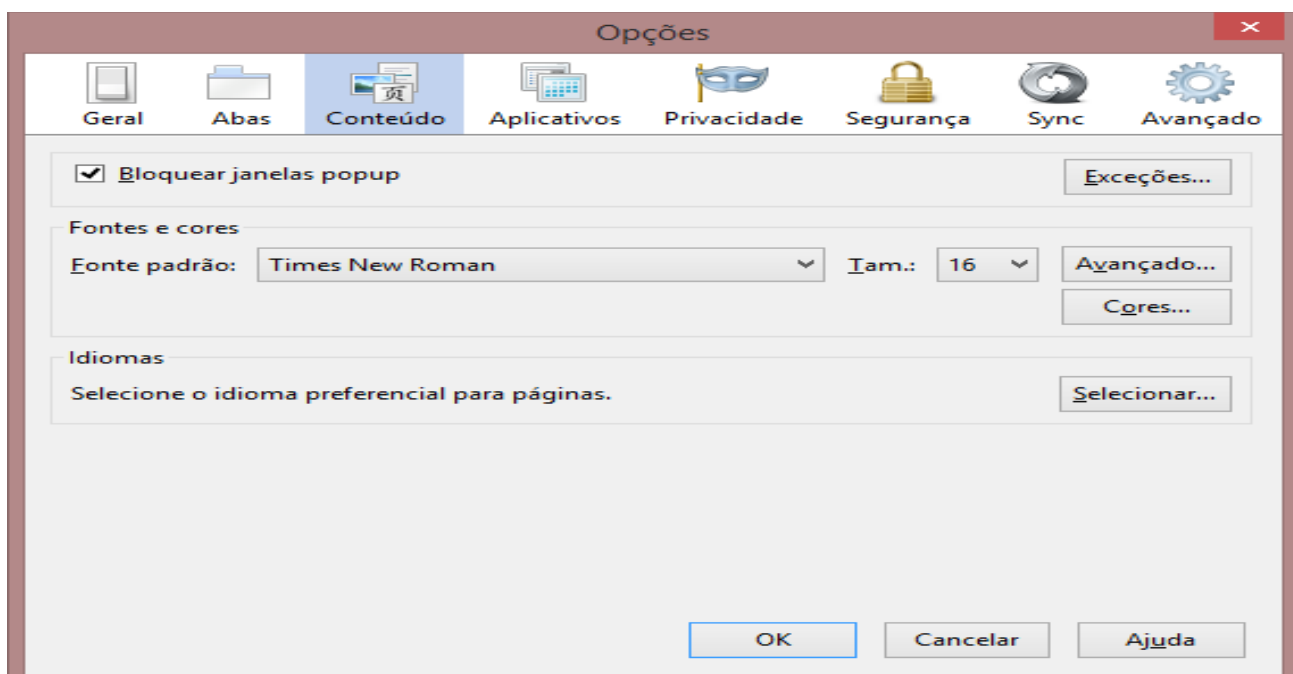 Opções
Geral Abas Conteúdo Aplicativos Privacidade Segurança Sync Avançado
Bloquear janelas popup Exceções...
Fontes e cores
Fonte padrão: Times New Roman Tam.: 16 Avançado...
Cores...
Idiomas
Selecione o idioma preferencial para páginas. Selecionar...
OK Cancelar Ajuda